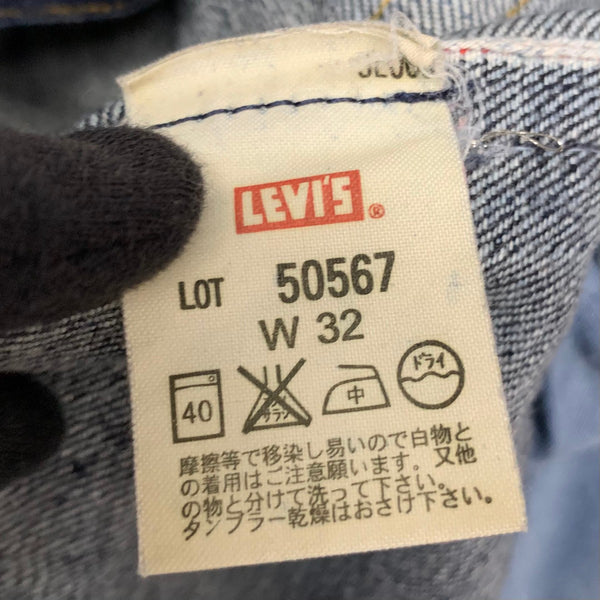 LEVI'S®
LOT 50567
W 32
40 中 ドライ
摩擦等で移染し易いので白物と
の着用はご注意願います。又他
の物と分けて洗って下さい。
タンブラー乾燥はおさけ下さい。